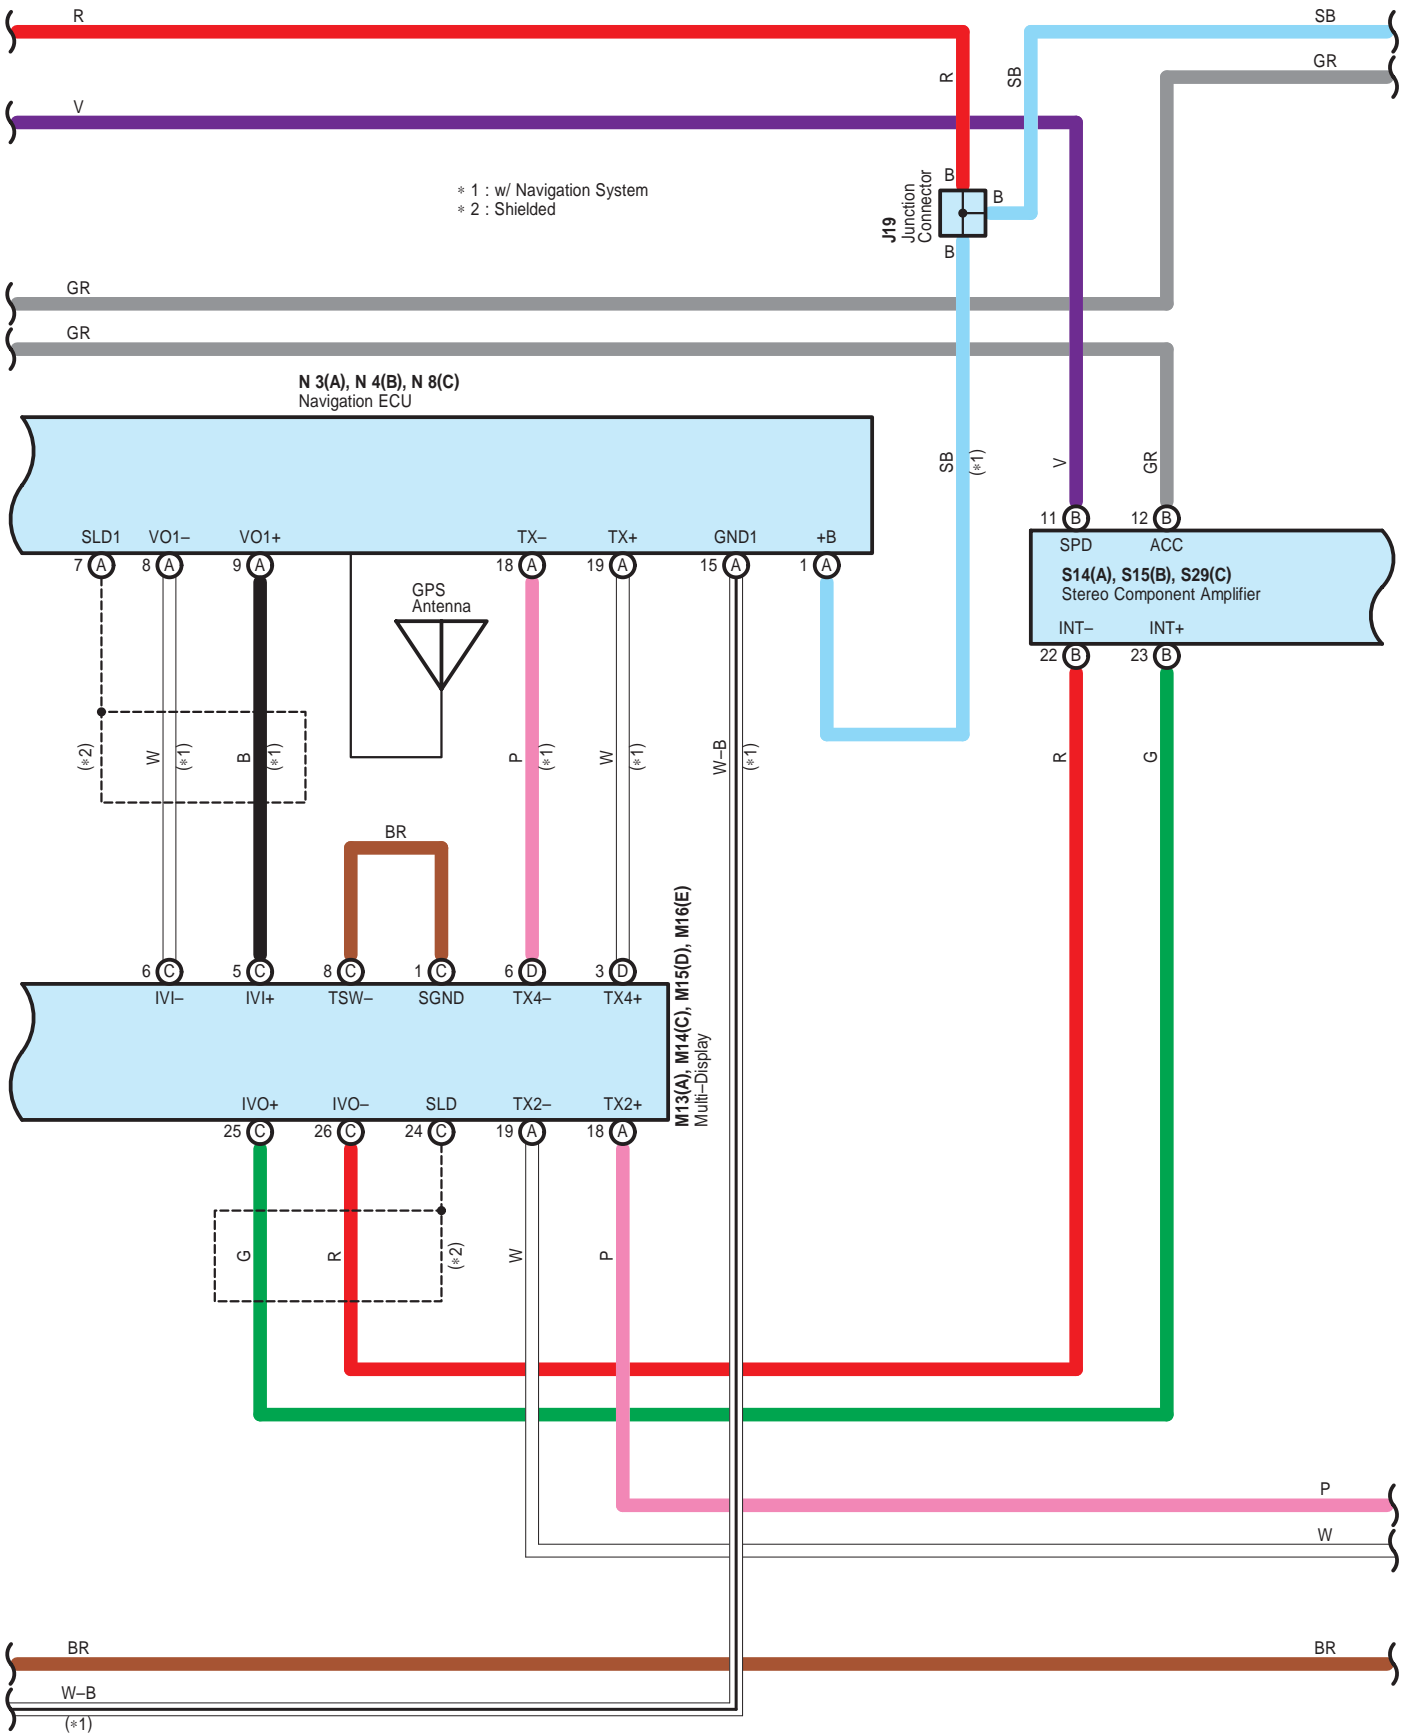 R
SB
GR
R
SB
V
∗ 1 : w/ Navigation System
∗ 2 : Shielded
B
B
B
J19
Junction
Connector
GR
GR
N 3(A), N 4(B), N 8(C)
Navigation ECU
SB
(∗1)
V
GR
SLD1 VO1– VO1+ TX– TX+ GND1 +B
7 A 8 A 9 A 18 A 19 A 15 A 1 A
11 B 12 B
SPD ACC
S14(A), S15(B), S29(C)
Stereo Component Amplifier
INT– INT+
22 B 23 B
GPS
Antenna
(∗2)
W
(∗1)
B
(∗1)
P
(∗1)
W
(∗1)
W–B
(∗1)
R
G
BR
6 C 5 C 8 C 1 C 6 D 3 D
IVI– IVI+ TSW– SGND TX4– TX4+
M13(A), M14(C), M15(D), M16(E)
Multi–Display
IVO+ IVO– SLD TX2– TX2+
25 C 26 C 24 C 19 A 18 A
G
R
(∗2)
W
P
P
W
BR
BR
W–B
(∗1)